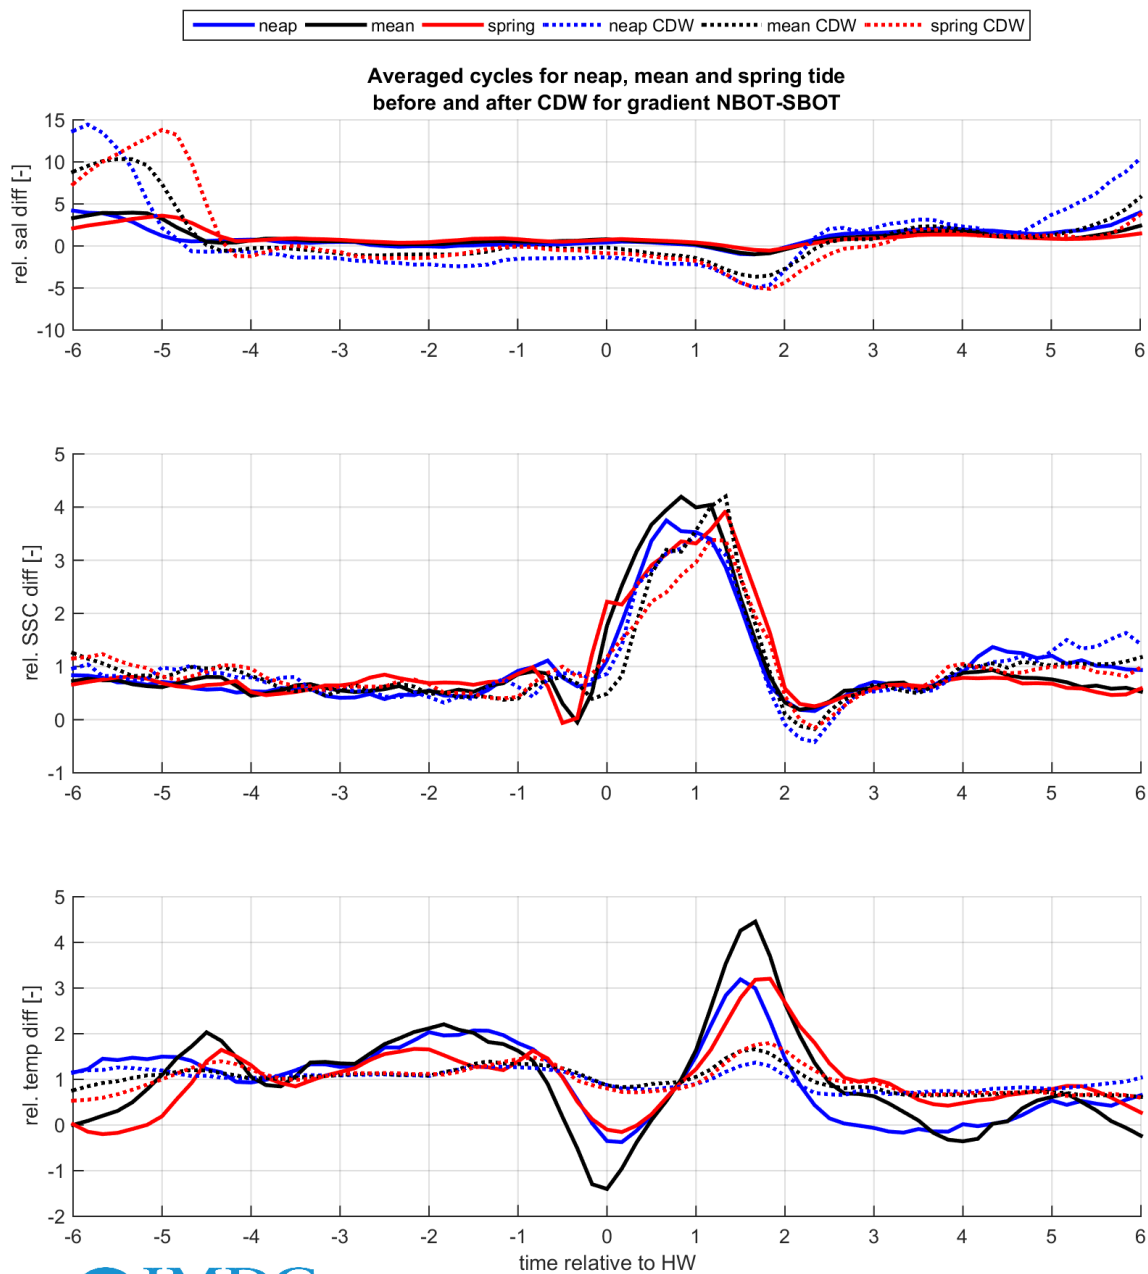 neap mean spring neap CDW mean CDW spring CDW
Averaged cycles for neap, mean and spring tide
before and after CDW for gradient NBOT-SBOT
rel. sal diff [-]
15
10
5
0
-5
-10
-6 -5 -4 -3 -2 -1 0 1 2 3 4 5 6
rel. SSC diff [-]
5
4
3
2
1
0
-1
-6 -5 -4 -3 -2 -1 0 1 2 3 4 5 6
rel. temp diff [-]
5
4
3
2
1
0
-1
-2
-6 -5 -4 -3 -2 -1 0 1 2 3 4 5 6
time relative to HW